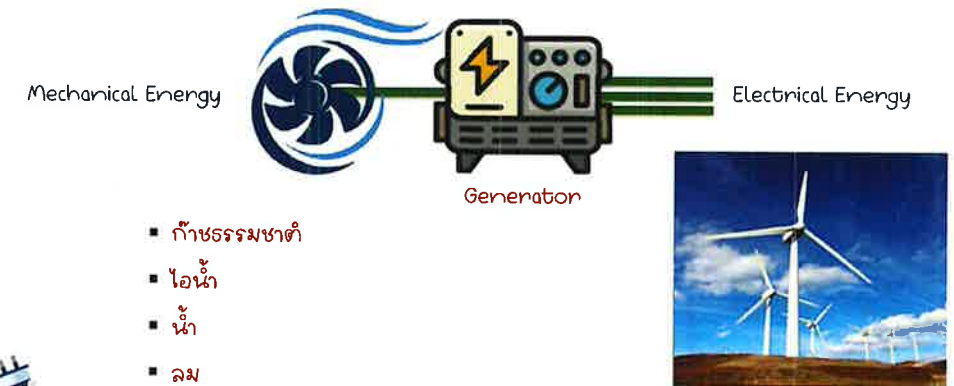 Mechanical Energy
Electrical Energy
Generator
▪ ก๊าซธรรมชาติ
▪ ไอน้ำ
▪ น้ำ
▪ ลม